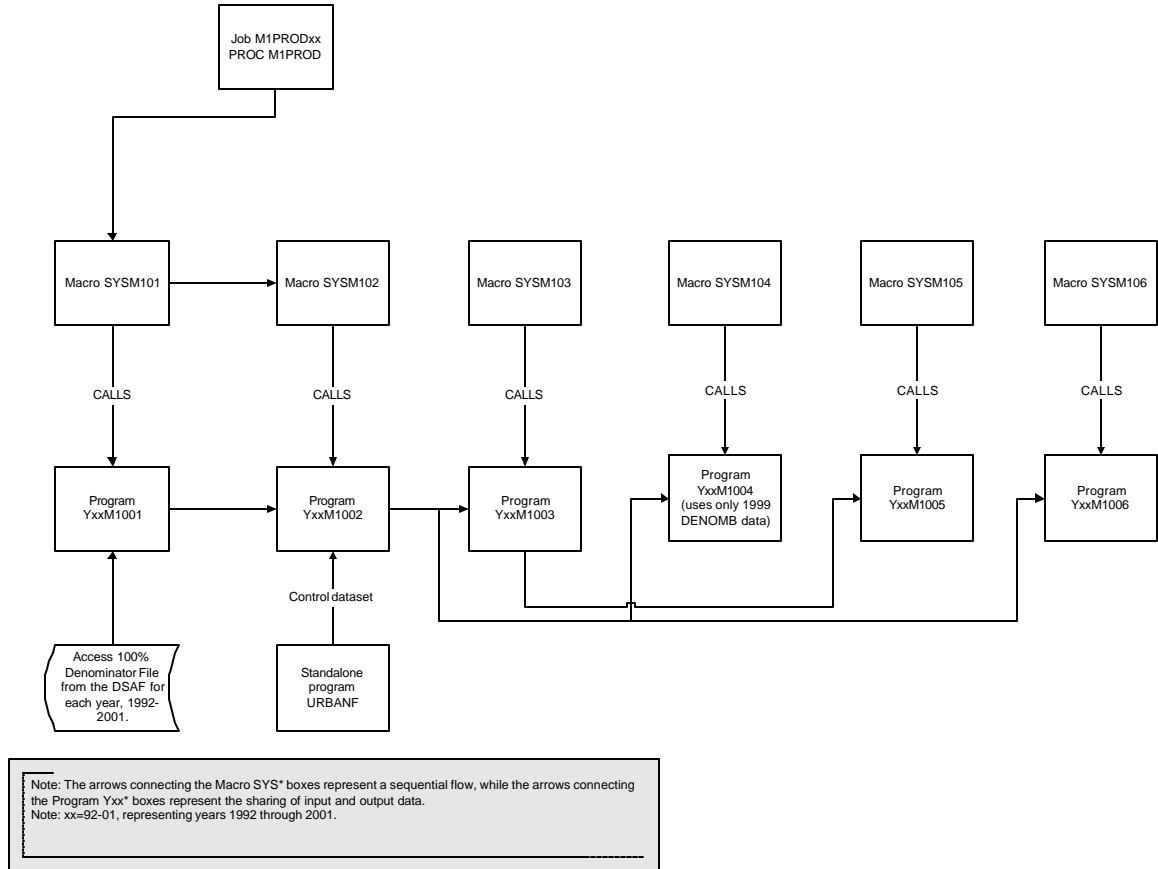 Job M1PRODxx
PROC M1PROD
Macro SYSM101
Macro SYSM102
Macro SYSM103
Macro SYSM104
Macro SYSM105
Macro SYSM106
CALLS
CALLS
CALLS
CALLS
CALLS
CALLS
Program
YxxM1001
Program
YxxM1002
Program
YxxM1003
Program
YxxM1004
(uses only 1999
DENOMB data)
Program
YxxM1005
Program
YxxM1006
Control dataset
Access 100%
Denominator File
from the DSAF for
each year, 1992-
2001.
Standalone
program
URBANF
Note: The arrows connecting the Macro SYS* boxes represent a sequential flow, while the arrows connecting
the Program Yxx* boxes represent the sharing of input and output data.
Note: xx=92-01, representing years 1992 through 2001.